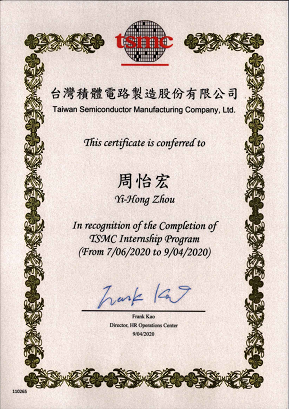 tsmc
台灣積體電路製造股份有限公司
Taiwan Semiconductor Manufacturing Company, Ltd.
This certificate is conferred to
周怡宏
Yi-Hong Zhou
In recognition of the Completion of
TSMC Internship Program
(From 7/06/2020 to 9/04/2020)
Frank Kao
Frank Kao
Director, HR Operations Center
9/04/2020
110265